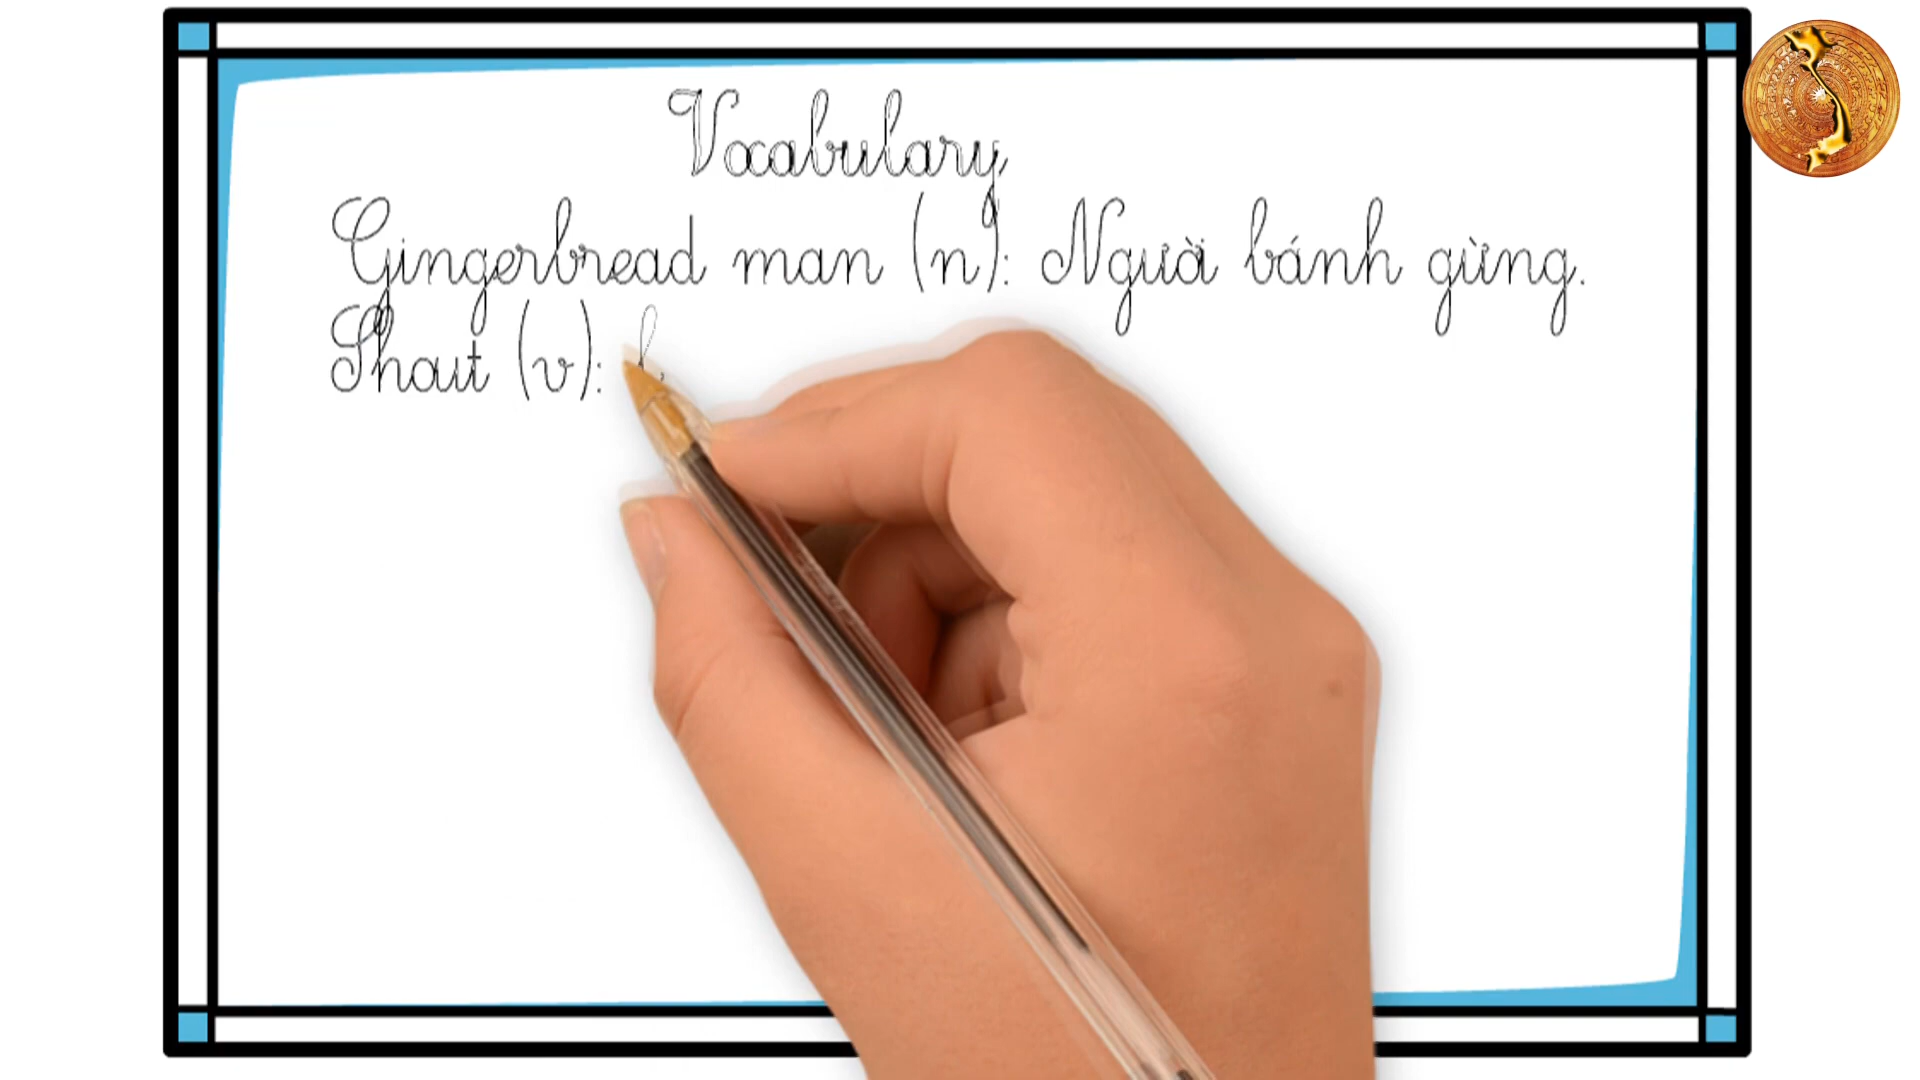 Vocabulary
Gingerbread man (n): Người bánh gừng.
Shout (v):